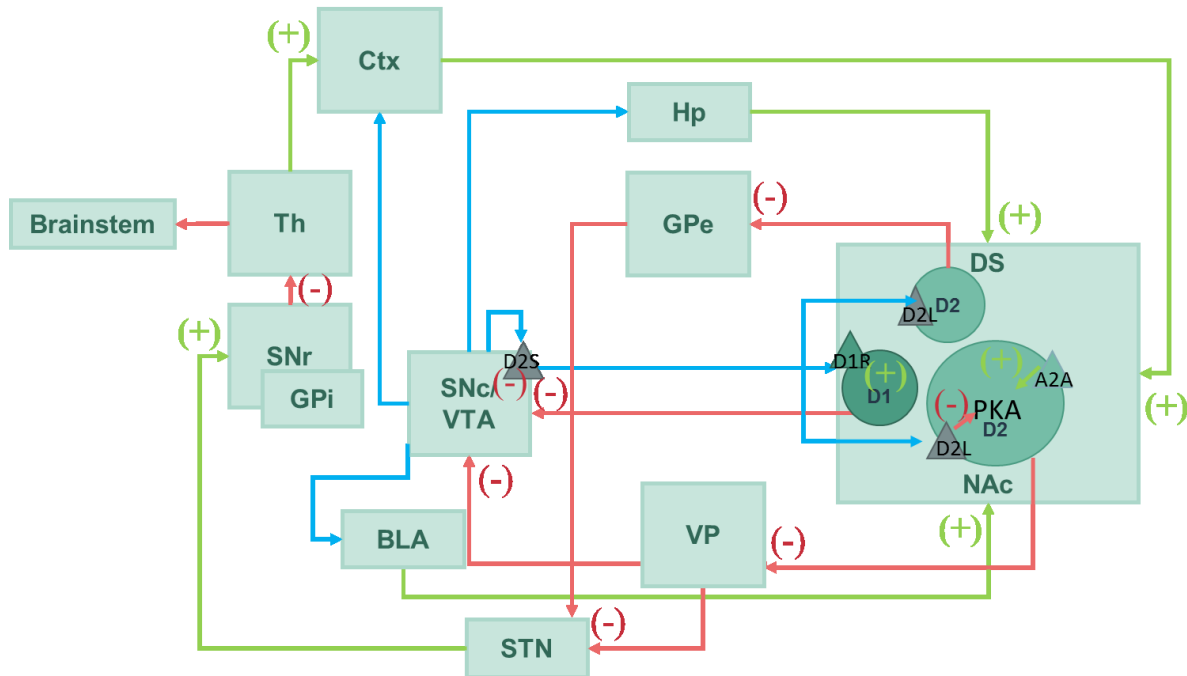 (+)
Ctx
Hp
Th
Brainstem
GPe
(-)
(+)
DS
D2L
D2
(-)
SNr
GPi
(+)
D2S
(-)
SNc/
VTA
(-)
D1R
(+)
D1
(+)
A2A
(-)
PKA
D2
D2L
NAc
(+)
(-)
BLA
VP
(-)
(+)
STN
(-)